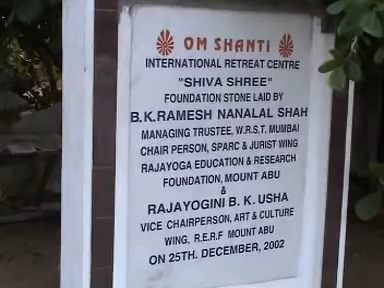 OM SHANTI
INTERNATIONAL RETREAT CENTRE
"SHIVA SHREE"
FOUNDATION STONE LAID BY
B.K.RAMESH NANALAL SHAH
MANAGING TRUSTEE, W.R.S.T. MUMBAI
CHAIR PERSON, SPARC & JURIST WING
RAJAYOGA EDUCATION & RESEARCH
FOUNDATION, MOUNT ABU
&
RAJAYOGINI B. K. USHA
VICE CHAIRPERSON, ART & CULTURE
WING, R.E.R.F MOUNT ABU
ON 25TH. DECEMBER, 2002